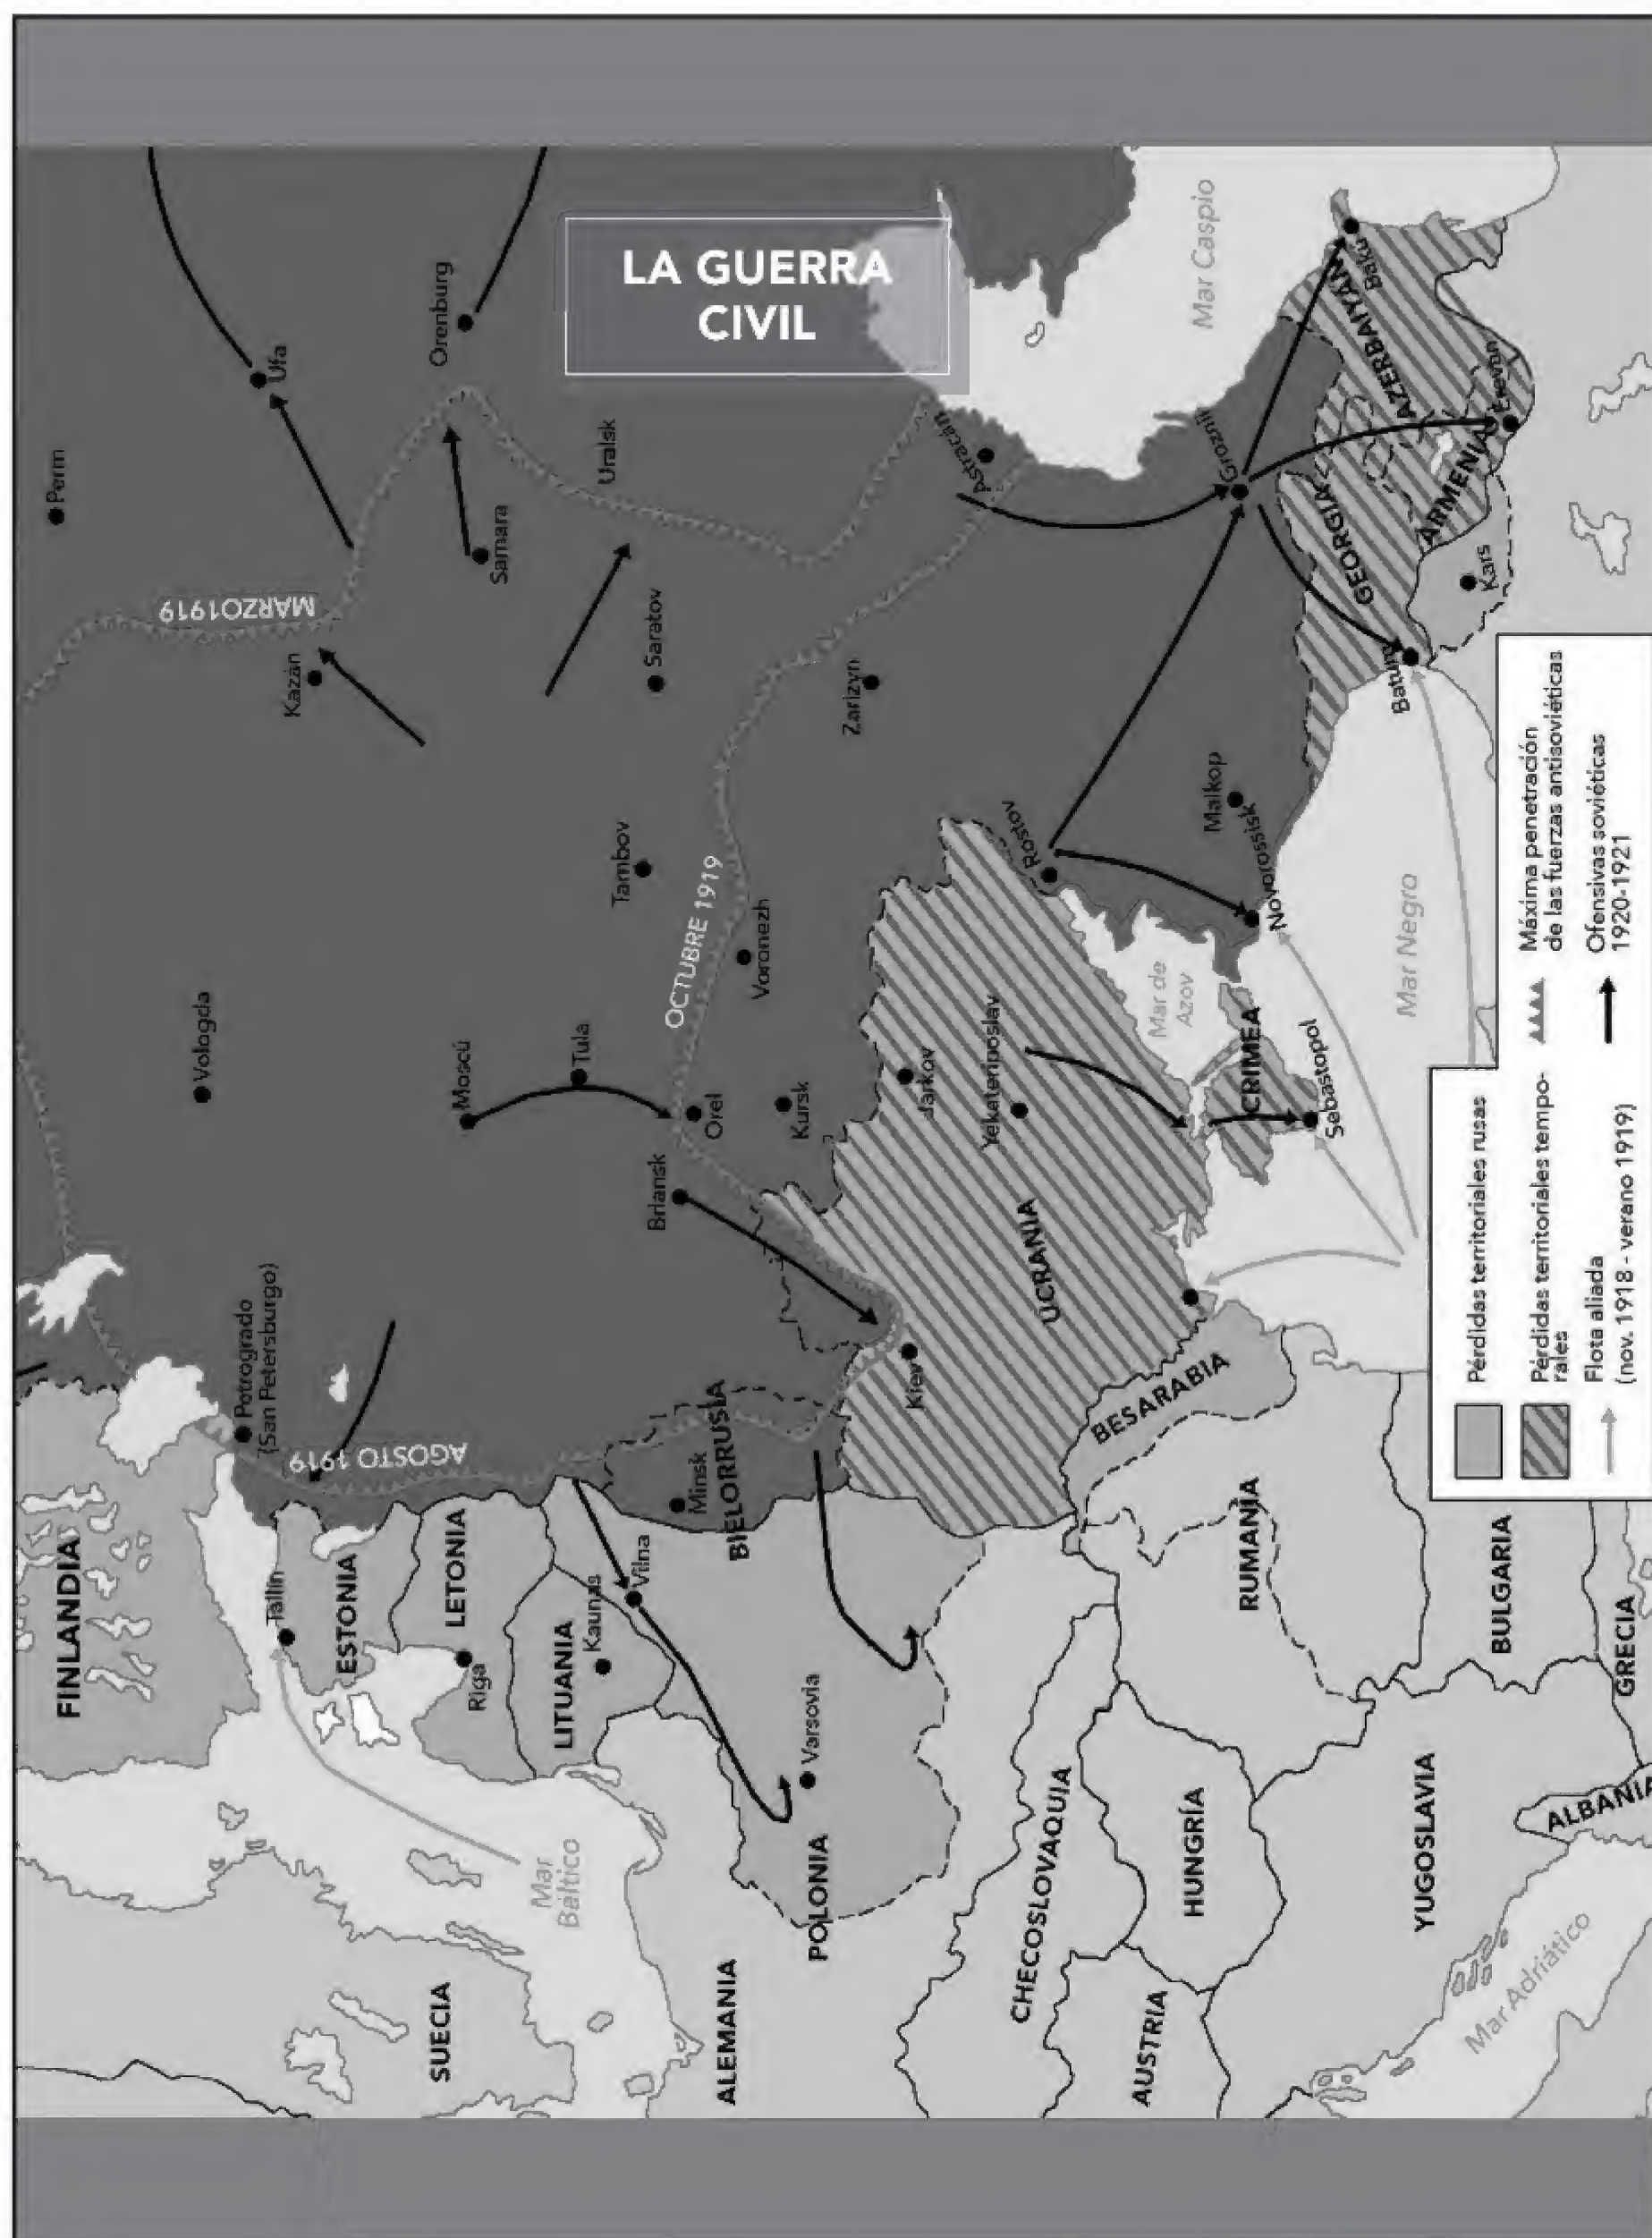 LA GUERRA
CIVIL
FINLANDIA
SUECIA
Mar
Báltico
Tallin
ESTONIA
LETONIA
Riga
LITUANIA
Kaunas
Vilna
Petrogrado
(San Petersburgo)
AGOSTO 1919
Vologda
Perm
MARZO1919
Kazán
Ufa
Orenburg
Samara
Uralsk
Saratov
Moscú
Tula
Tambov
OCTUBRE 1919
Orel
Briansk
Kursk
Voronezh
Zarizyn
Astracán
Minsk
BIELORRUSIA
ALEMANIA
POLONIA
Varsovia
Kiev
Jarkov
Yekaterinposlav
UCRANIA
Rostov
Mar de
Azov
CRIMEA
Sebastopol
Novorossisk
Maikop
Mar Negro
Grozni
Mar Caspio
GEORGIA
AZERBAIYÁN
Bakú
ARMENIA
Erevan
Kars
Batum
CHECOSLOVAQUIA
AUSTRIA
HUNGRÍA
BESARABIA
RUMANÍA
YUGOSLAVIA
BULGARIA
ALBANIA
GRECIA
Mar Adriático
Pérdidas territoriales rusas
Pérdidas territoriales tempo-
rales
Flota aliada
(nov. 1918 - verano 1919)
Máxima penetración
de las fuerzas antisoviéticas
Ofensivas soviéticas
1920-1921